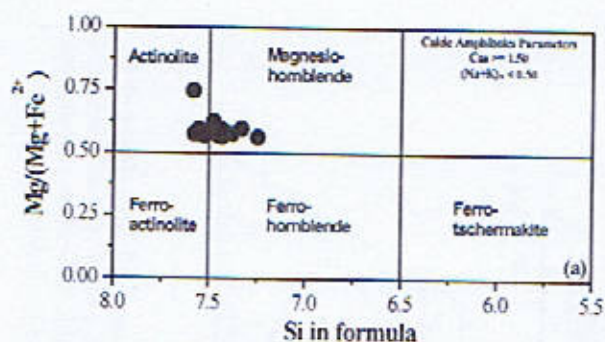 1.00
0.75
0.50
0.25
0.00
Mg/(Mg+Fe2+)
Actinolite
Magnesio-
hornblende
Calcic Amphiboles Parameters
(Na+K)A < 0.50
Ferro-
actinolite
Ferro-
hornblende
Ferro-
tschermakite
(a)
8.0 7.5 7.0 6.5 6.0 5.5
Si in formula